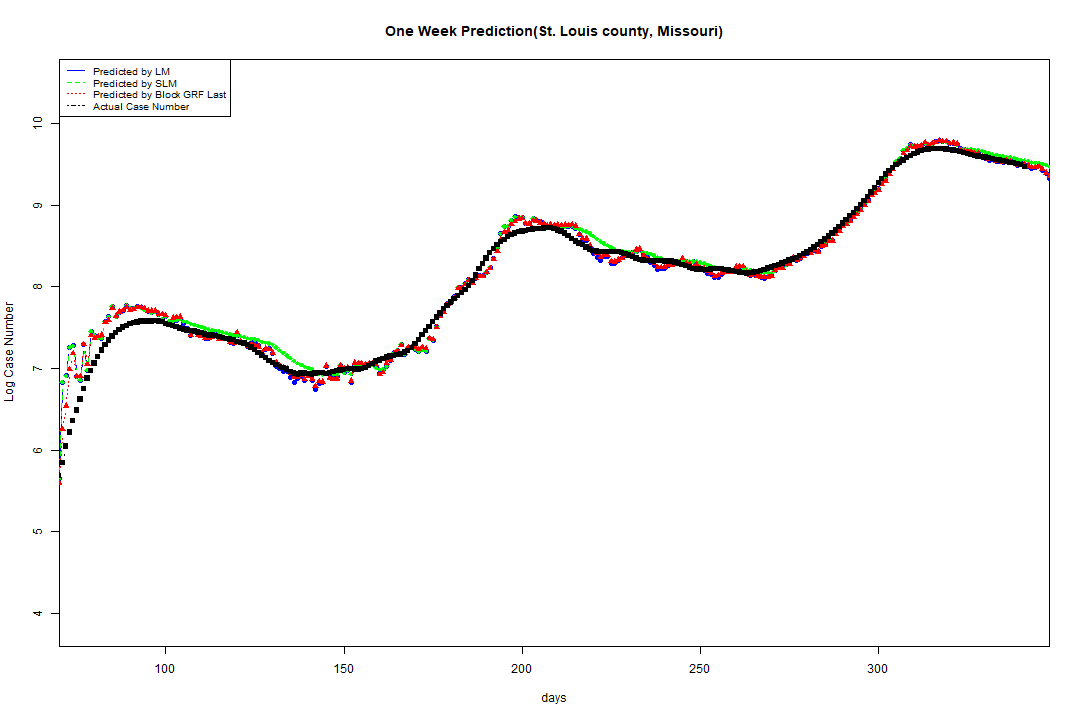 One Week Prediction(St. Louis county, Missouri)
Predicted by LM
Predicted by SLM
Predicted by Block GRF Last
Actual Case Number
10
9
8
7
6
5
4
Log Case Number
100 150 200 250 300
days